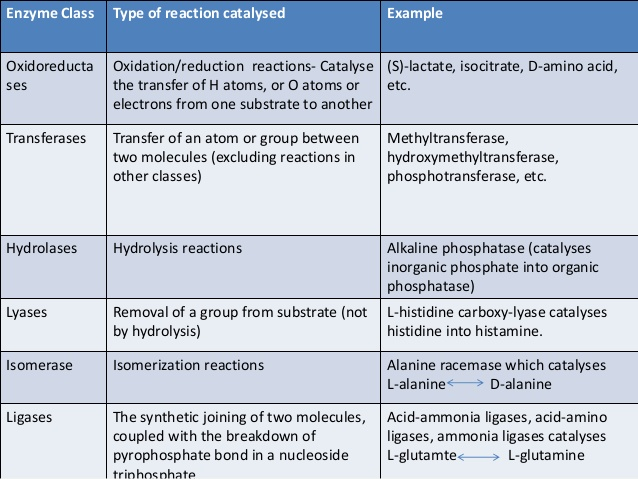 Enzyme Class
Type of reaction catalysed
Example
Oxidoreducta
ses
Oxidation/reduction reactions- Catalyse
the transfer of H atoms, or O atoms or
electrons from one substrate to another
(S)-lactate, isocitrate, D-amino acid,
etc.
Transferases
Transfer of an atom or group between
two molecules (excluding reactions in
other classes)
Methyltransferase,
hydroxymethyltransferase,
phosphotransferase, etc.
Hydrolases
Hydrolysis reactions
Alkaline phosphatase (catalyses
inorganic phosphate into organic
phosphatase)
Lyases
Removal of a group from substrate (not
by hydrolysis)
L-histidine carboxy-lyase catalyses
histidine into histamine.
Isomerase
Isomerization reactions
Alanine racemase which catalyses
L-alanine D-alanine
Ligases
The synthetic joining of two molecules,
coupled with the breakdown of
pyrophosphate bond in a nucleoside
triphosphate
Acid-ammonia ligases, acid-amino
ligases, ammonia ligases catalyses
L-glutamte L-glutamine